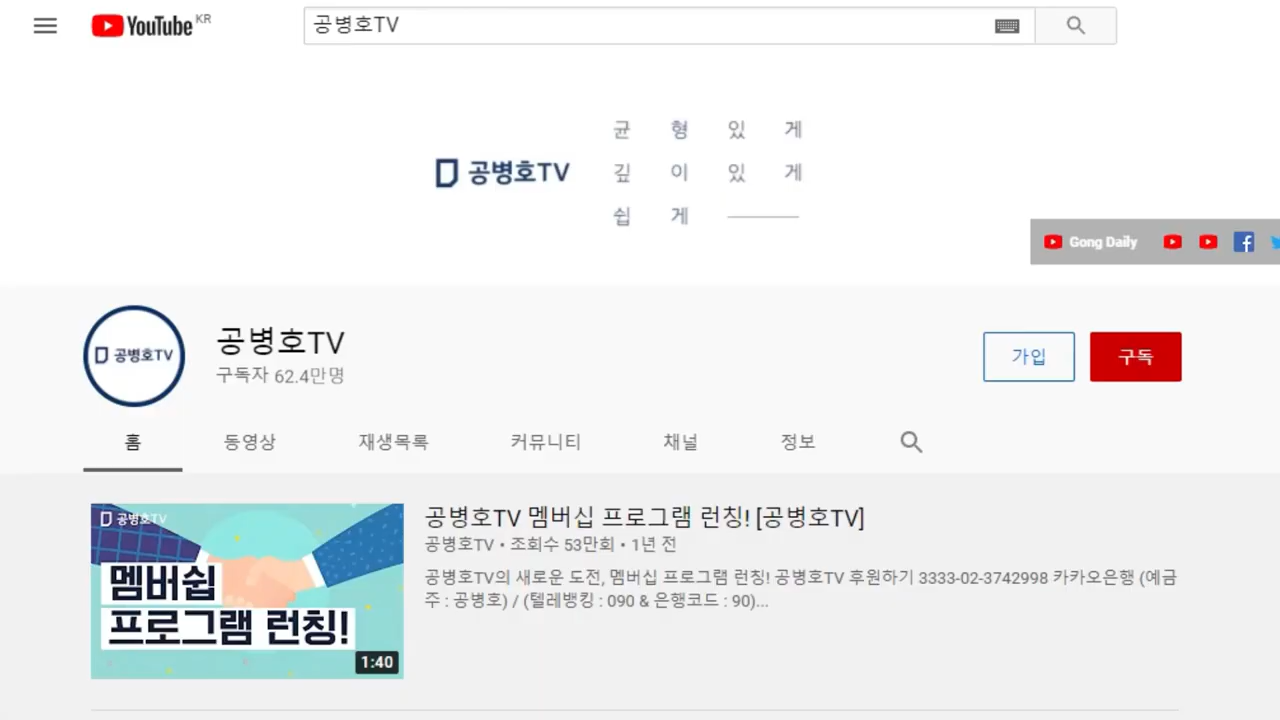 YouTube KR
공병호TV
균형있게
공병호TV 깊이있게
쉽게
Gong Daily
공병호TV
공병호TV
구독자 62.4만명
가입
구독
홈 동영상 재생목록 커뮤니티 채널 정보
공병호TV
멤버쉽
프로그램 런칭!
1:40
공병호TV 멤버십 프로그램 런칭! [공병호TV]
공병호TV • 조회수 53만회 • 1년 전
공병호TV의 새로운 도전, 멤버십 프로그램 런칭! 공병호TV 후원하기 3333-02-3742998 카카오은행 (예금
주 : 공병호) / (텔레뱅킹 : 090 & 은행코드 : 90)...